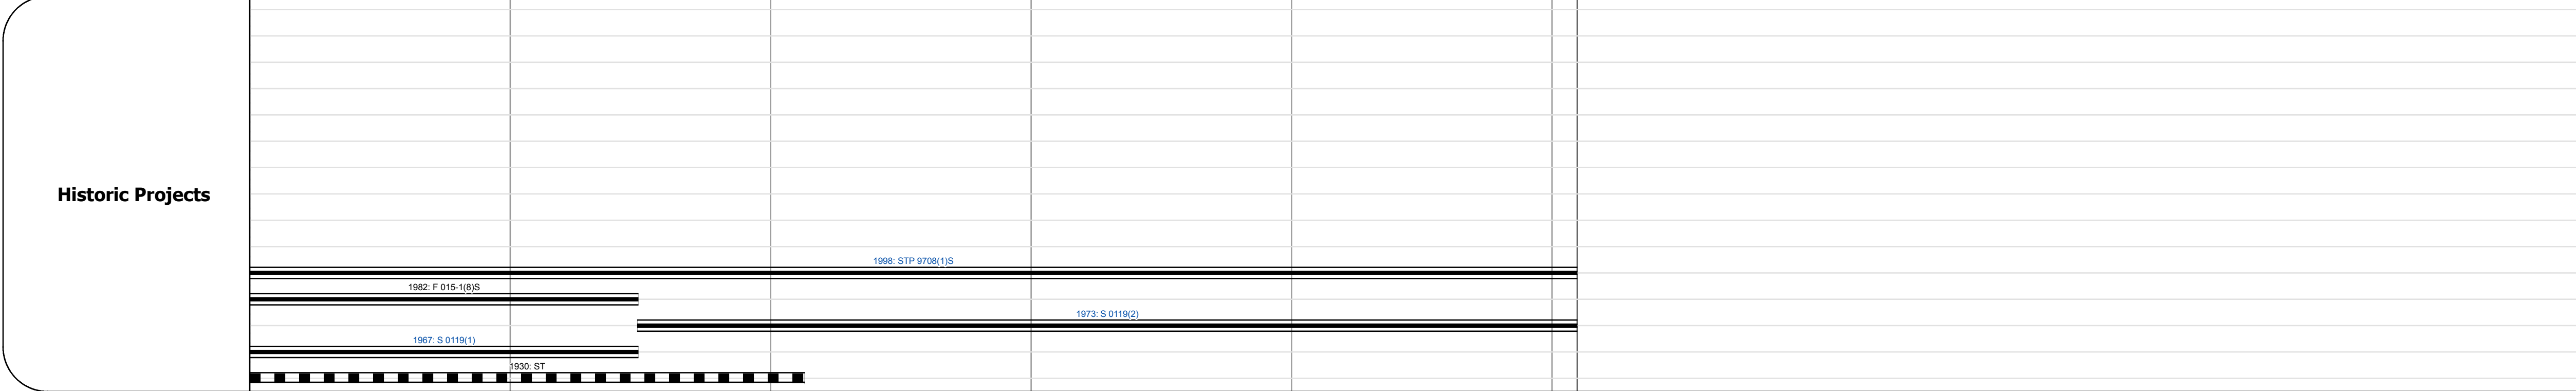 Historic Projects
1998: STP 9708(1)S
1982: F 015-1(8)S
1973: S 0119(2)
1967: S 0119(1)
1930: ST